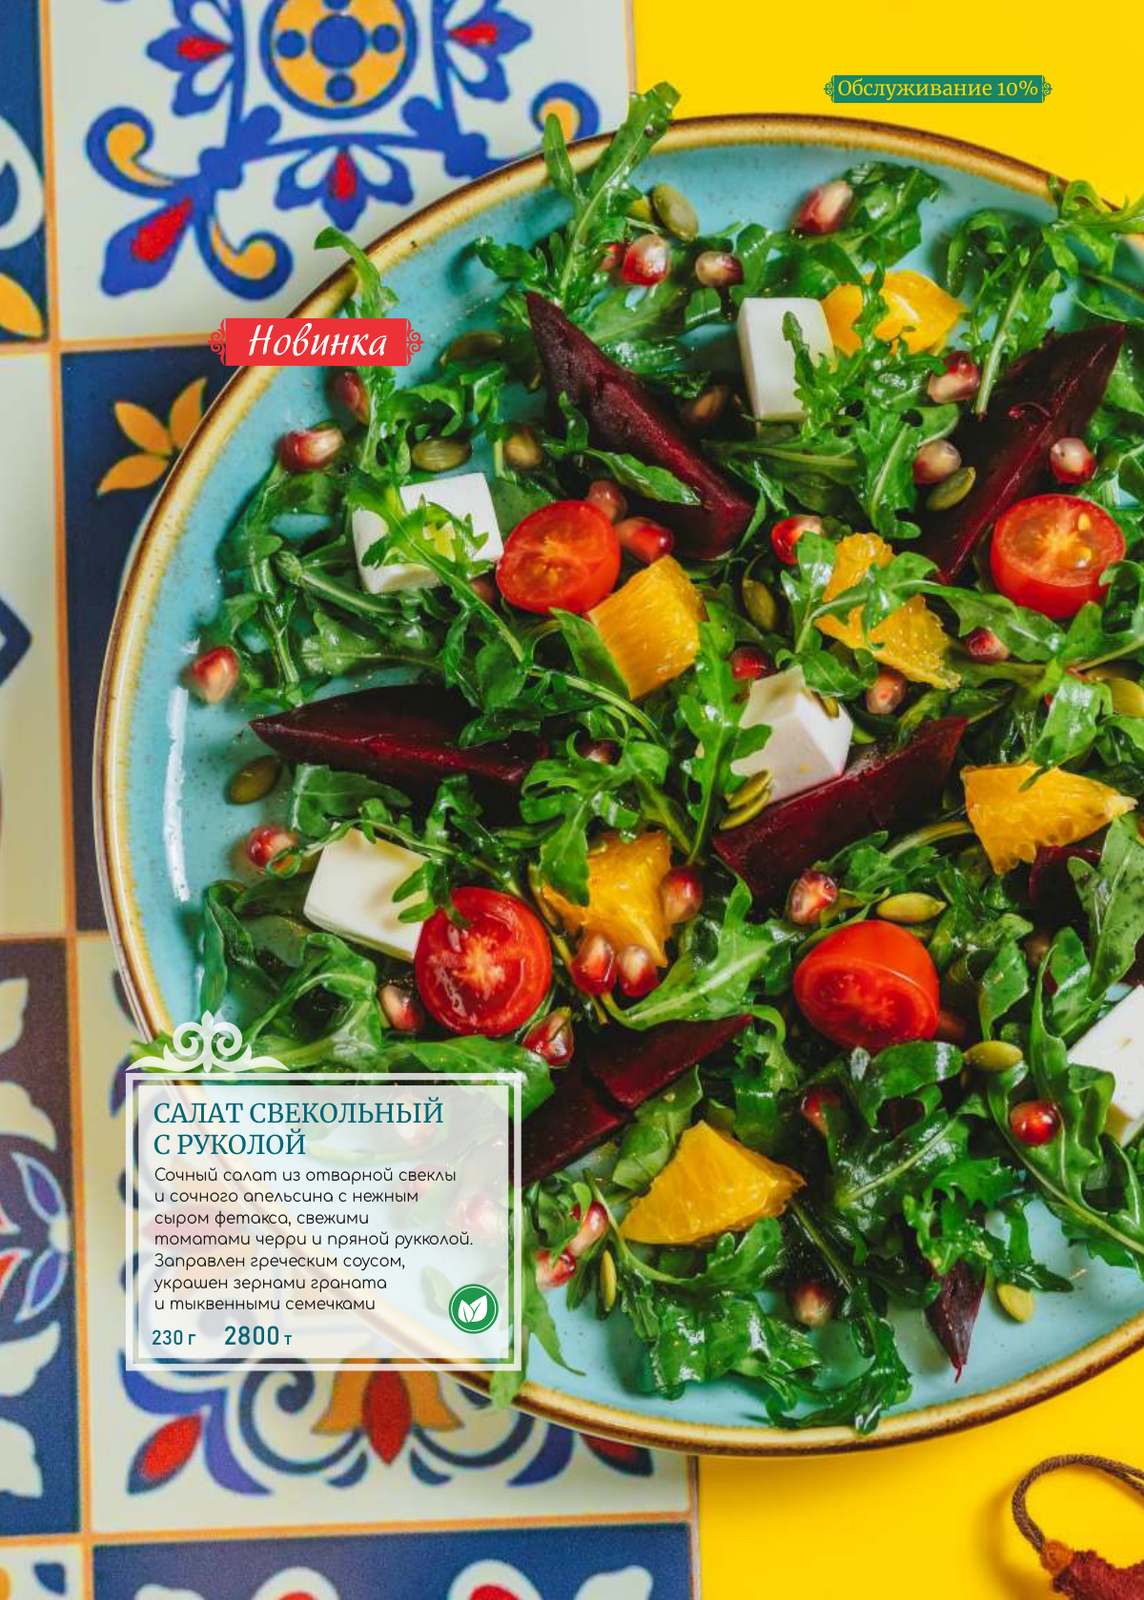 Обслуживание 10%
Новинка
САЛАТ СВЕКОЛЬНЫЙ
С РУКОЛОЙ
Сочный салат из отварной свеклы
и сочного апельсина с нежным
сыром фетакса, свежими
томатами черри и пряной рукколой.
Заправлен греческим соусом,
украшен зернами граната
и тыквенными семечками
230 г 2800 т